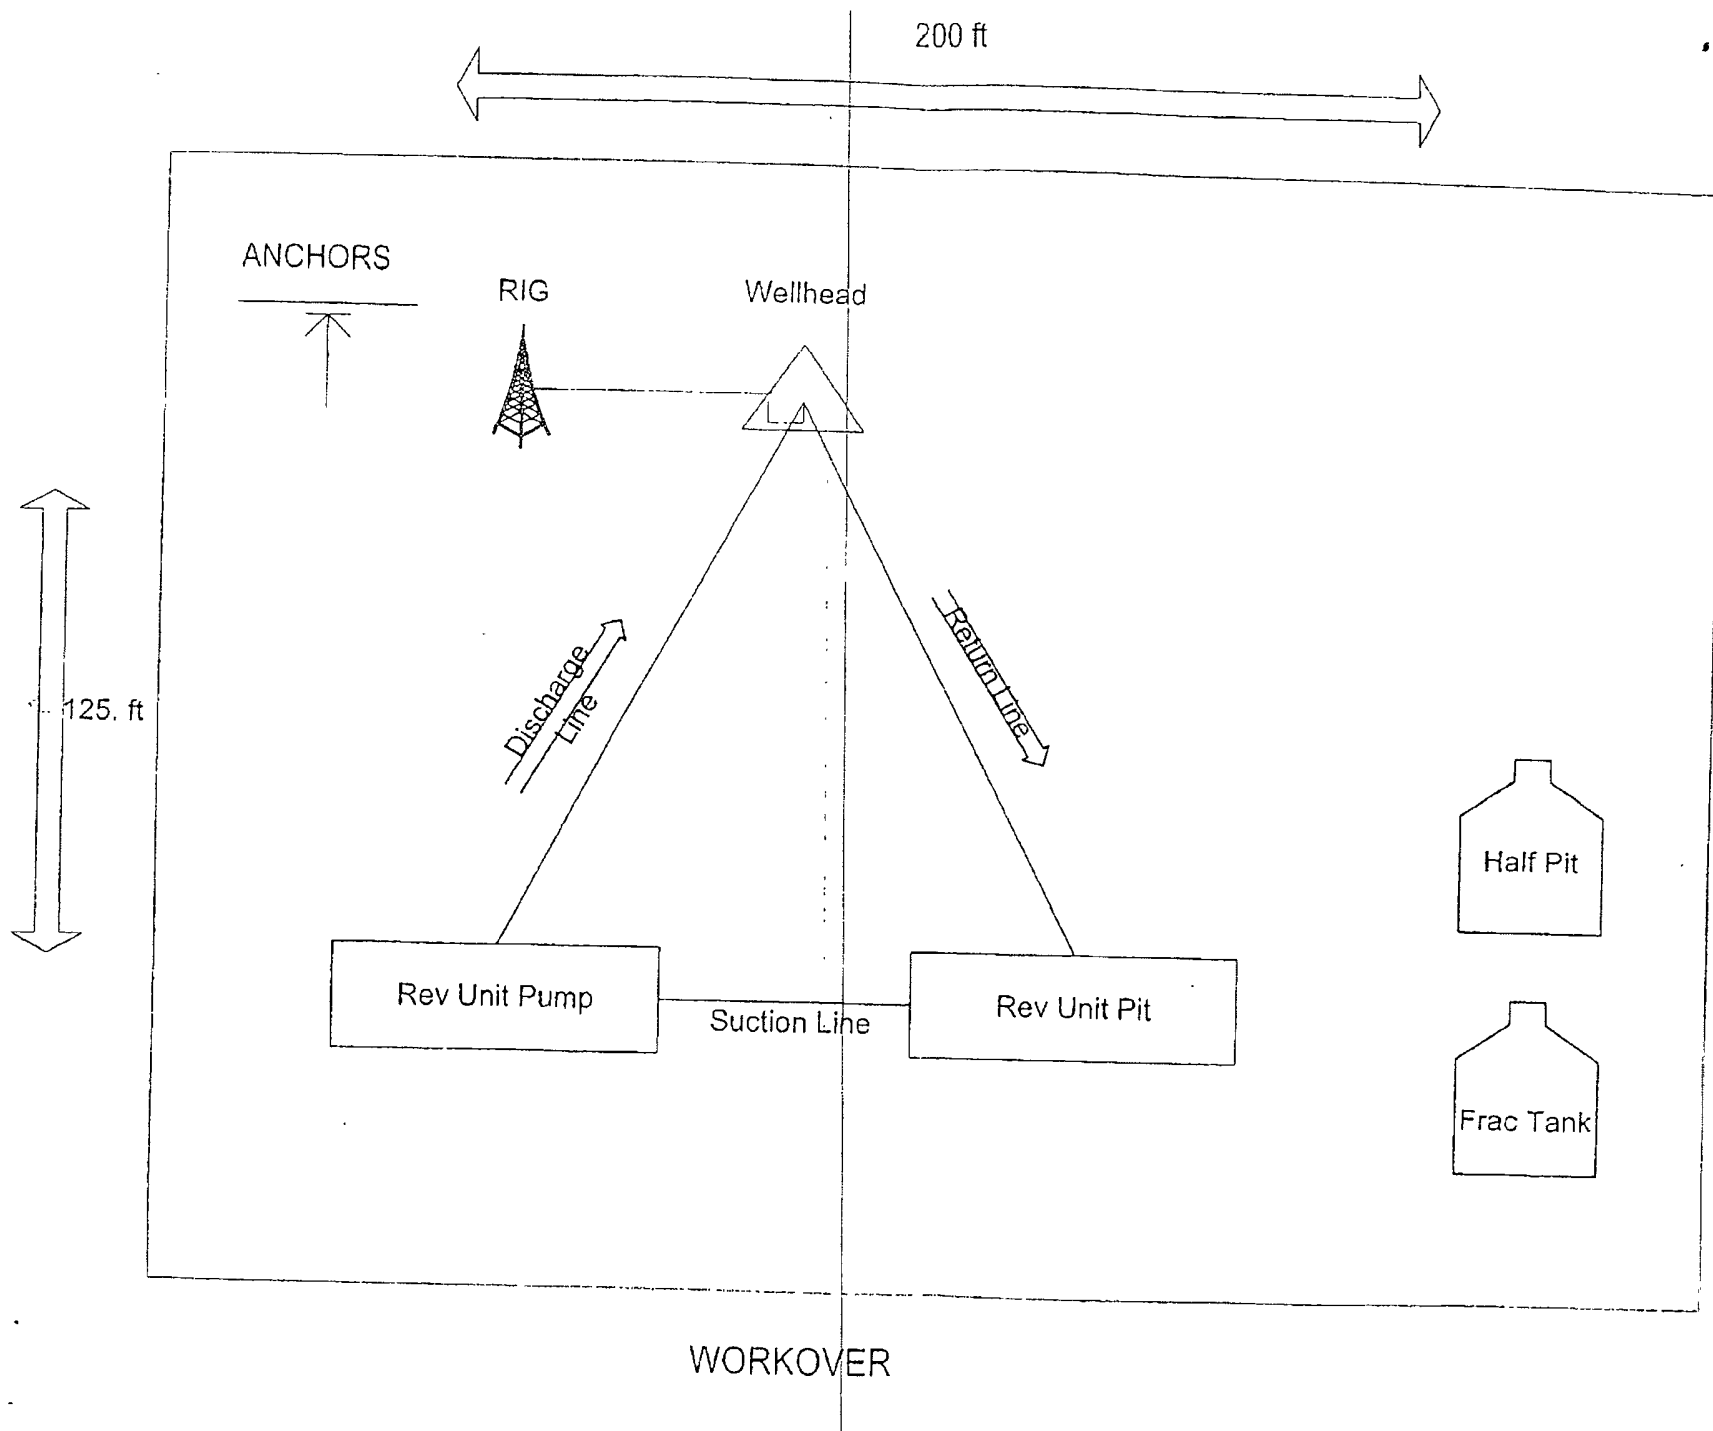 200 ft
ANCHORS
RIG
Wellhead
Discharge
Line
Return Line
125. ft
Half Pit
Rev Unit Pump
Suction Line
Rev Unit Pit
Frac Tank
WORKOVER